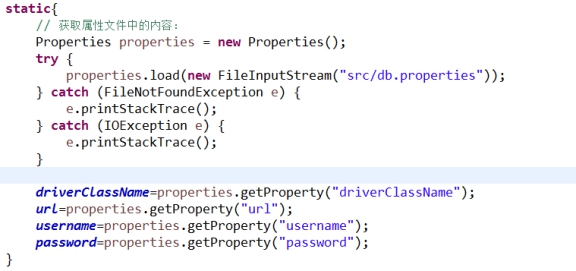 static{
    // 获取属性文件中的内容：
    Properties properties = new Properties();
    try {
        properties.load(new FileInputStream("src/db.properties"));
    } catch (FileNotFoundException e) {
        e.printStackTrace();
    } catch (IOException e) {
        e.printStackTrace();
    }
    driverClassName=properties.getProperty("driverClassName");
    url=properties.getProperty("url");
    username=properties.getProperty("username");
    password=properties.getProperty("password");
}